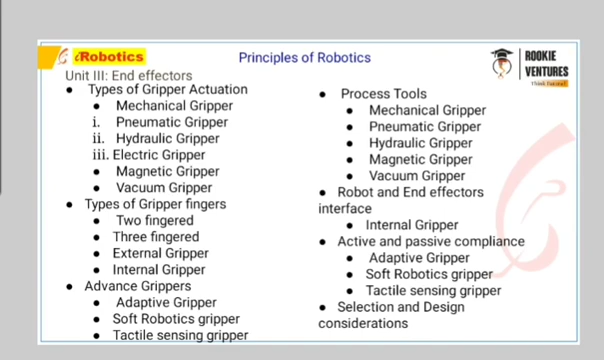 iRobotics
Principles of Robotics
ROOKIE
VENTURES
Unit III: End effectors
● Types of Gripper Actuation
● Mechanical Gripper
i. Pneumatic Gripper
ii. Hydraulic Gripper
iii. Electric Gripper
● Magnetic Gripper
● Vacuum Gripper
● Types of Gripper fingers
● Two fingered
● Three fingered
● External Gripper
● Internal Gripper
● Advance Grippers
● Adaptive Gripper
● Soft Robotics gripper
● Tactile sensing gripper
● Process Tools
● Mechanical Gripper
● Pneumatic Gripper
● Hydraulic Gripper
● Magnetic Gripper
● Vacuum Gripper
● Robot and End effectors
interface
● Internal Gripper
● Active and passive compliance
● Adaptive Gripper
● Soft Robotics gripper
● Tactile sensing gripper
● Selection and Design
considerations